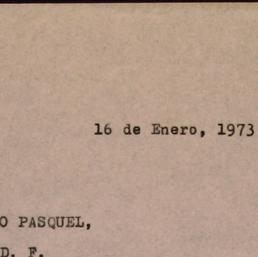 16 de Enero, 1973
O PASQUEL,
D. F.